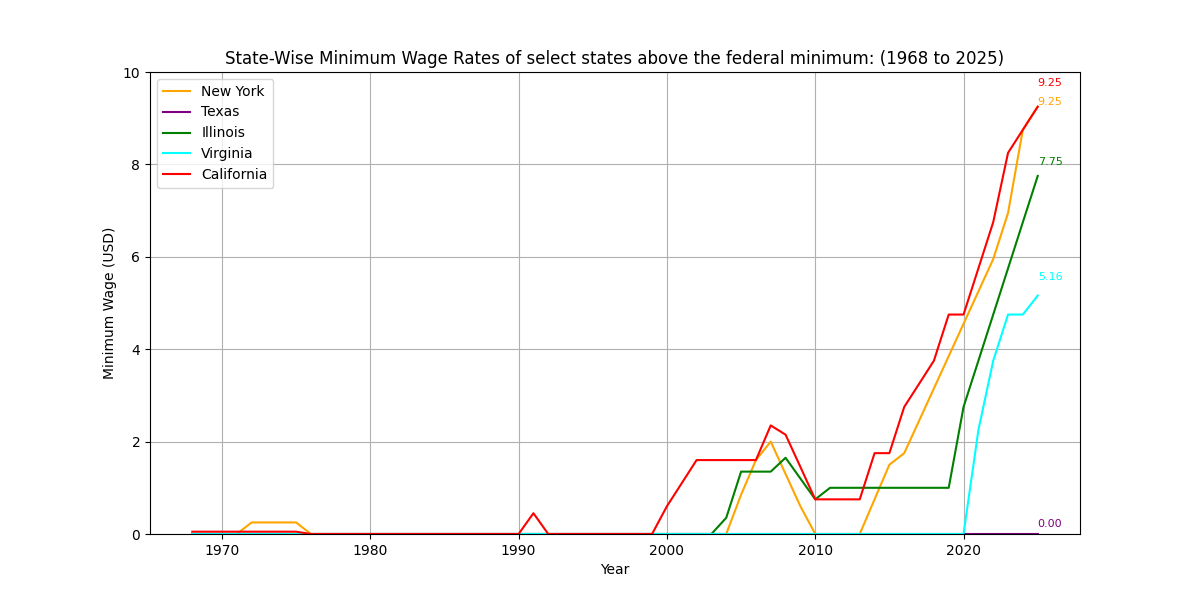 State-Wise Minimum Wage Rates of select states above the federal minimum: (1968 to 2025)
New York
Texas
Illinois
Virginia
California
9.25
9.25
7.75
5.16
0.00
10
8
6
4
2
0
Minimum Wage (USD)
1970 1980 1990 2000 2010 2020
Year